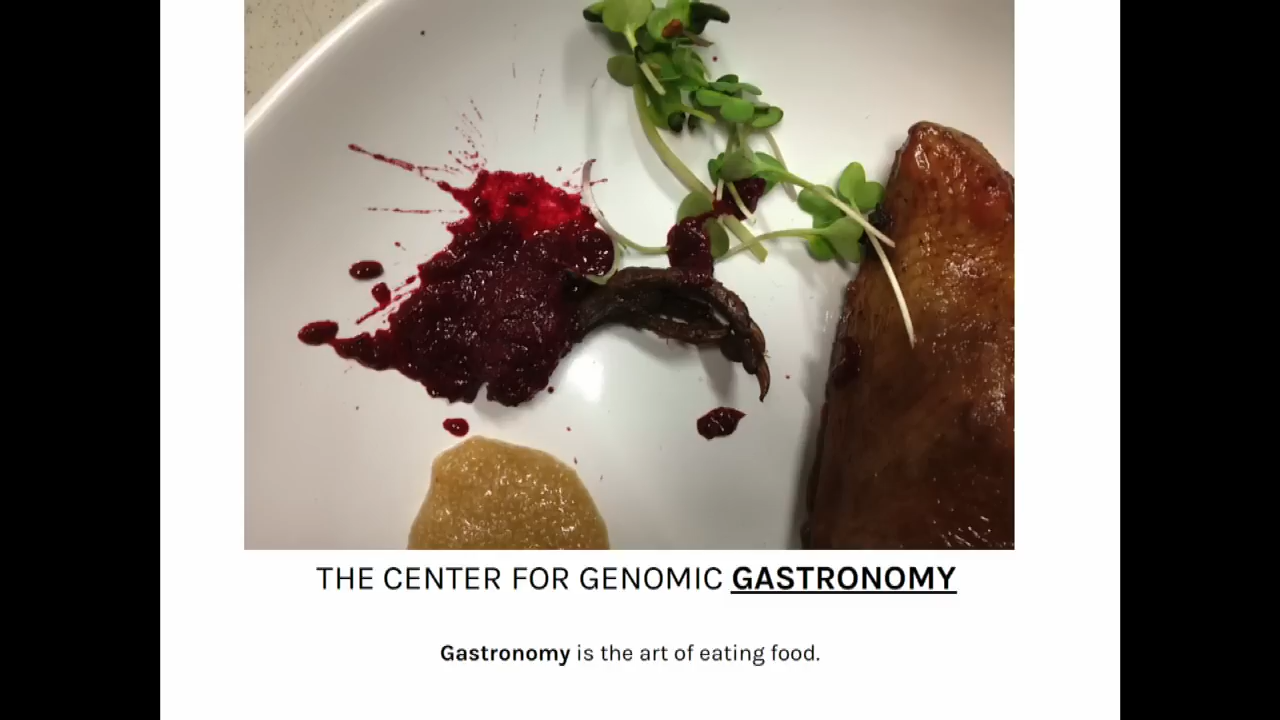 THE CENTER FOR GENOMIC GASTRONOMY
Gastronomy is the art of eating food.